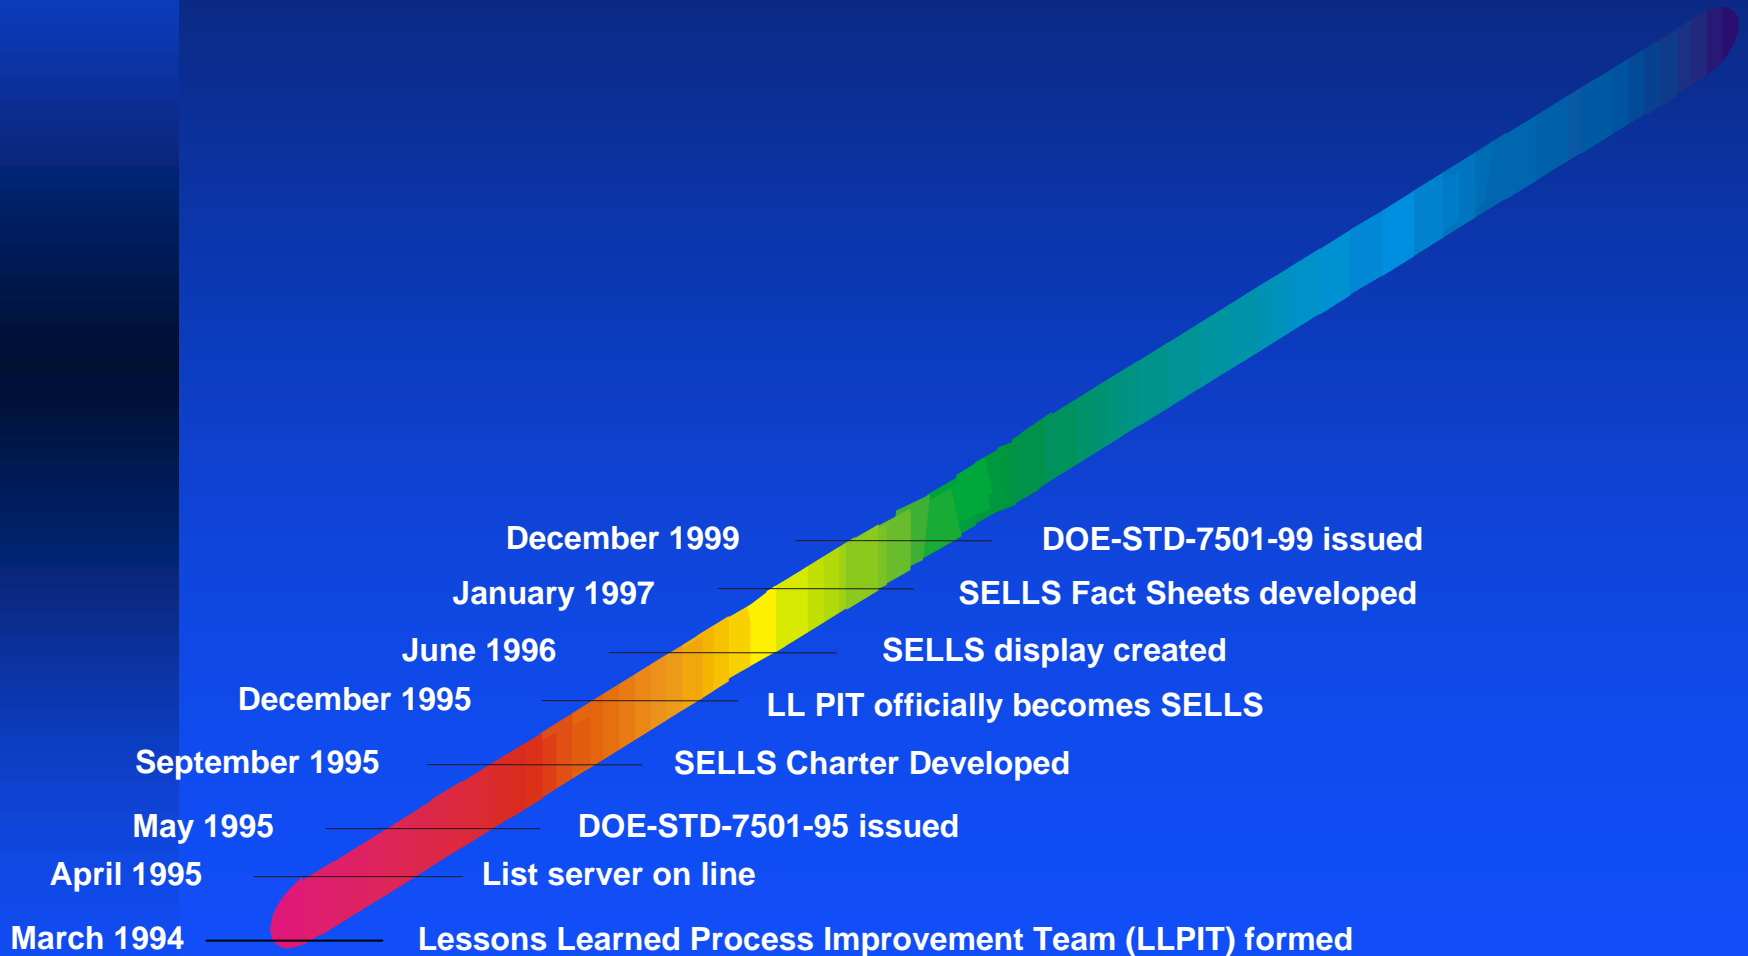 December 1999 DOE-STD-7501-99 issued
January 1997 SELLS Fact Sheets developed
June 1996 SELLS display created
December 1995 LL PIT officially becomes SELLS
September 1995 SELLS Charter Developed
May 1995 DOE-STD-7501-95 issued
April 1995 List server on line
March 1994 Lessons Learned Process Improvement Team (LLPIT) formed